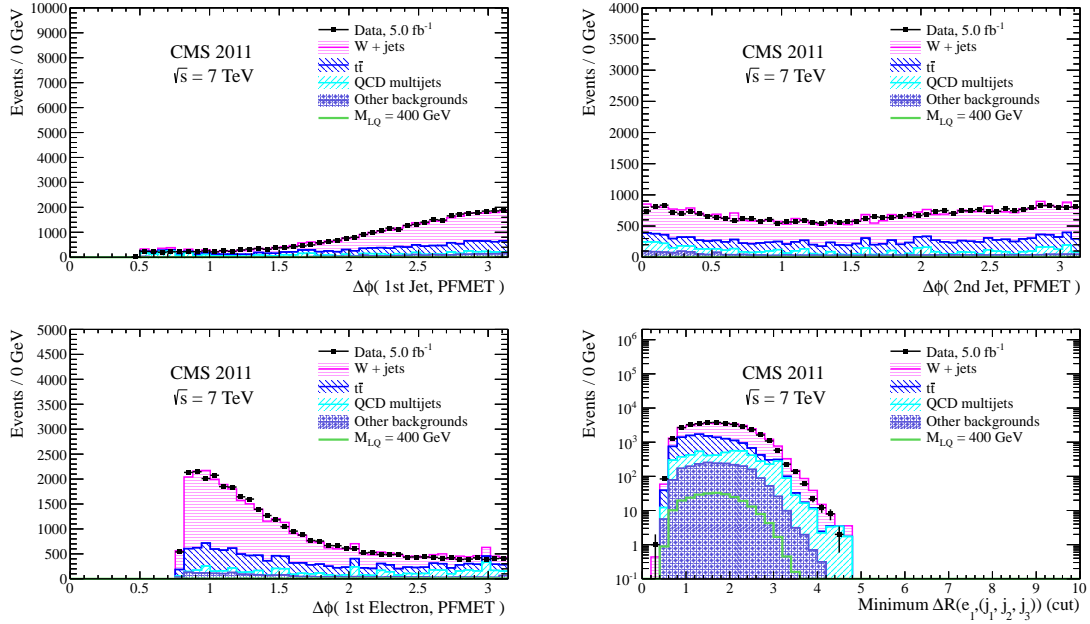 Events / 0 GeV
10000
9000
8000
7000
6000
5000
4000
3000
2000
1000
0
CMS 2011
√s = 7 TeV
Data, 5.0 fb⁻¹
W + jets
tt̄
QCD multijets
Other backgrounds
M_LQ = 400 GeV
0 0.5 1 1.5 2 2.5 3
Δϕ( 1st Jet, PFMET )
Events / 0 GeV
4000
3500
3000
2500
2000
1500
1000
500
0
CMS 2011
√s = 7 TeV
Data, 5.0 fb⁻¹
W + jets
tt̄
QCD multijets
Other backgrounds
M_LQ = 400 GeV
0 0.5 1 1.5 2 2.5 3
Δϕ( 2nd Jet, PFMET )
Events / 0 GeV
5000
4500
4000
3500
3000
2500
2000
1500
1000
500
0
CMS 2011
√s = 7 TeV
Data, 5.0 fb⁻¹
W + jets
tt̄
QCD multijets
Other backgrounds
M_LQ = 400 GeV
0 0.5 1 1.5 2 2.5 3
Δϕ( 1st Electron, PFMET )
Events / 0 GeV
10⁶
10⁵
10⁴
10³
10²
10
1
10⁻¹
CMS 2011
√s = 7 TeV
Data, 5.0 fb⁻¹
W + jets
tt̄
QCD multijets
Other backgrounds
M_LQ = 400 GeV
0 1 2 3 4 5 6 7 8 9 10
Minimum ΔR(e₁,(j₁, j₂, j₃)) (cut)